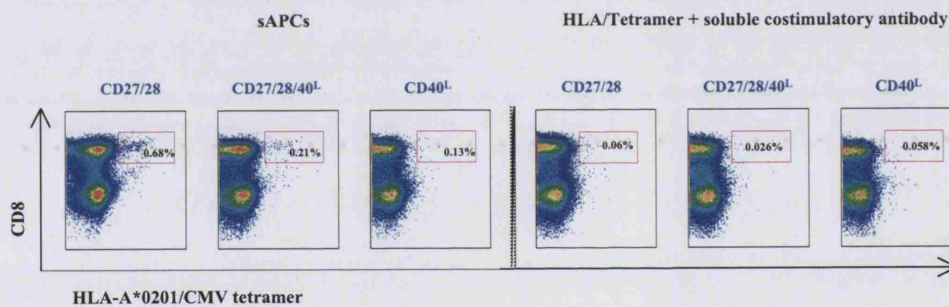 sAPCs
HLA/Tetramer + soluble costimulatory antibody
CD27/28
CD27/28/40ᴸ
CD40ᴸ
CD27/28
CD27/28/40ᴸ
CD40ᴸ
0.68%
0.21%
0.13%
0.06%
0.026%
0.058%
CD8
HLA-A*0201/CMV tetramer